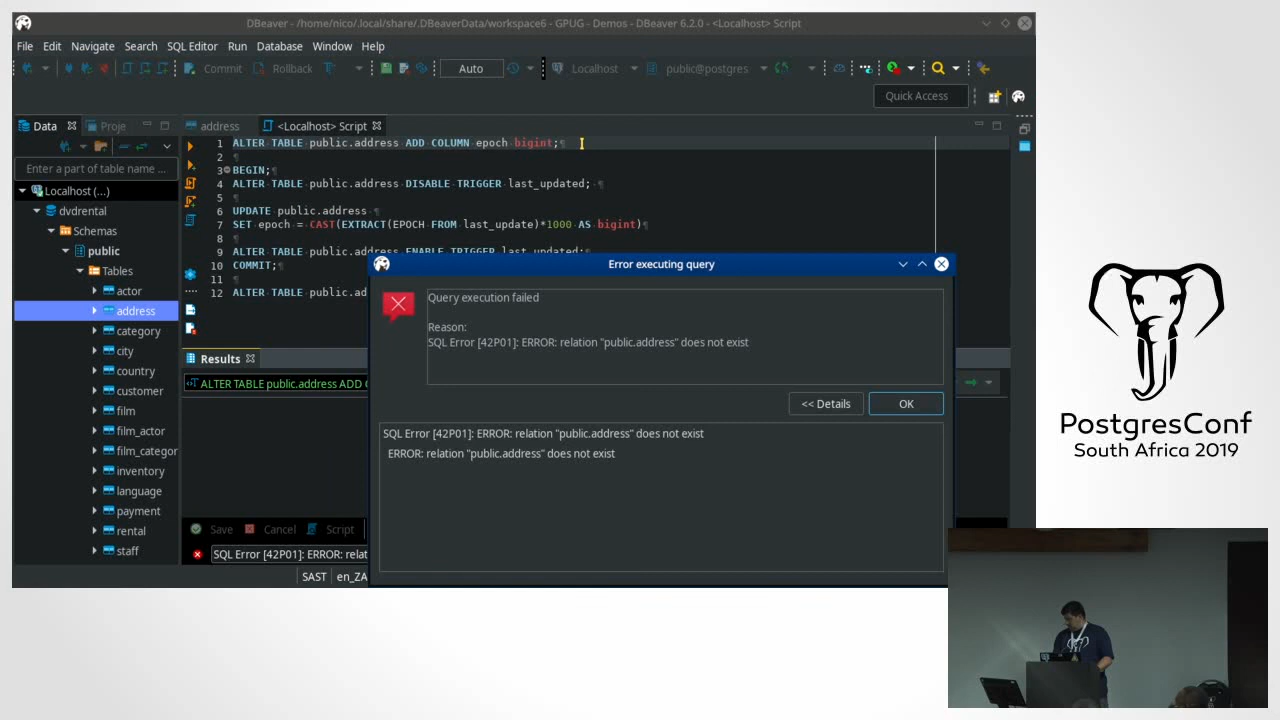 DBeaver - /home/nico/.local/share/.DBeaverData/workspace6 - GPUG - Demos - DBeaver 6.2.0 - <Localhost> Script
File Edit Navigate Search SQL Editor Run Database Window Help
Commit Rollback Auto Localhost public@postgres
Quick Access
Data Proje address <Localhost> Script
Enter a part of table name ...
Localhost (...)
dvdrental
Schemas
public
Tables
actor
address
category
city
country
customer
film
film_actor
film_categor
inventory
language
payment
rental
staff
1 ALTER TABLE public.address ADD COLUMN epoch bigint;
2
3 BEGIN;
4 ALTER TABLE public.address DISABLE TRIGGER last_updated;
5
6 UPDATE public.address
7 SET epoch = CAST(EXTRACT(EPOCH FROM last_update)*1000 AS bigint)
8
9 ALTER TABLE public.address ENABLE TRIGGER last_updated;
10 COMMIT;
11
12 ALTER TABLE public.ad
Results
ALTER TABLE public.address ADD
Save Cancel Script
SQL Error [42P01]: ERROR: relat
SAST en_ZA
Error executing query
Query execution failed
Reason:
SQL Error [42P01]: ERROR: relation "public.address" does not exist
<< Details OK
SQL Error [42P01]: ERROR: relation "public.address" does not exist
ERROR: relation "public.address" does not exist
PostgresConf
South Africa 2019